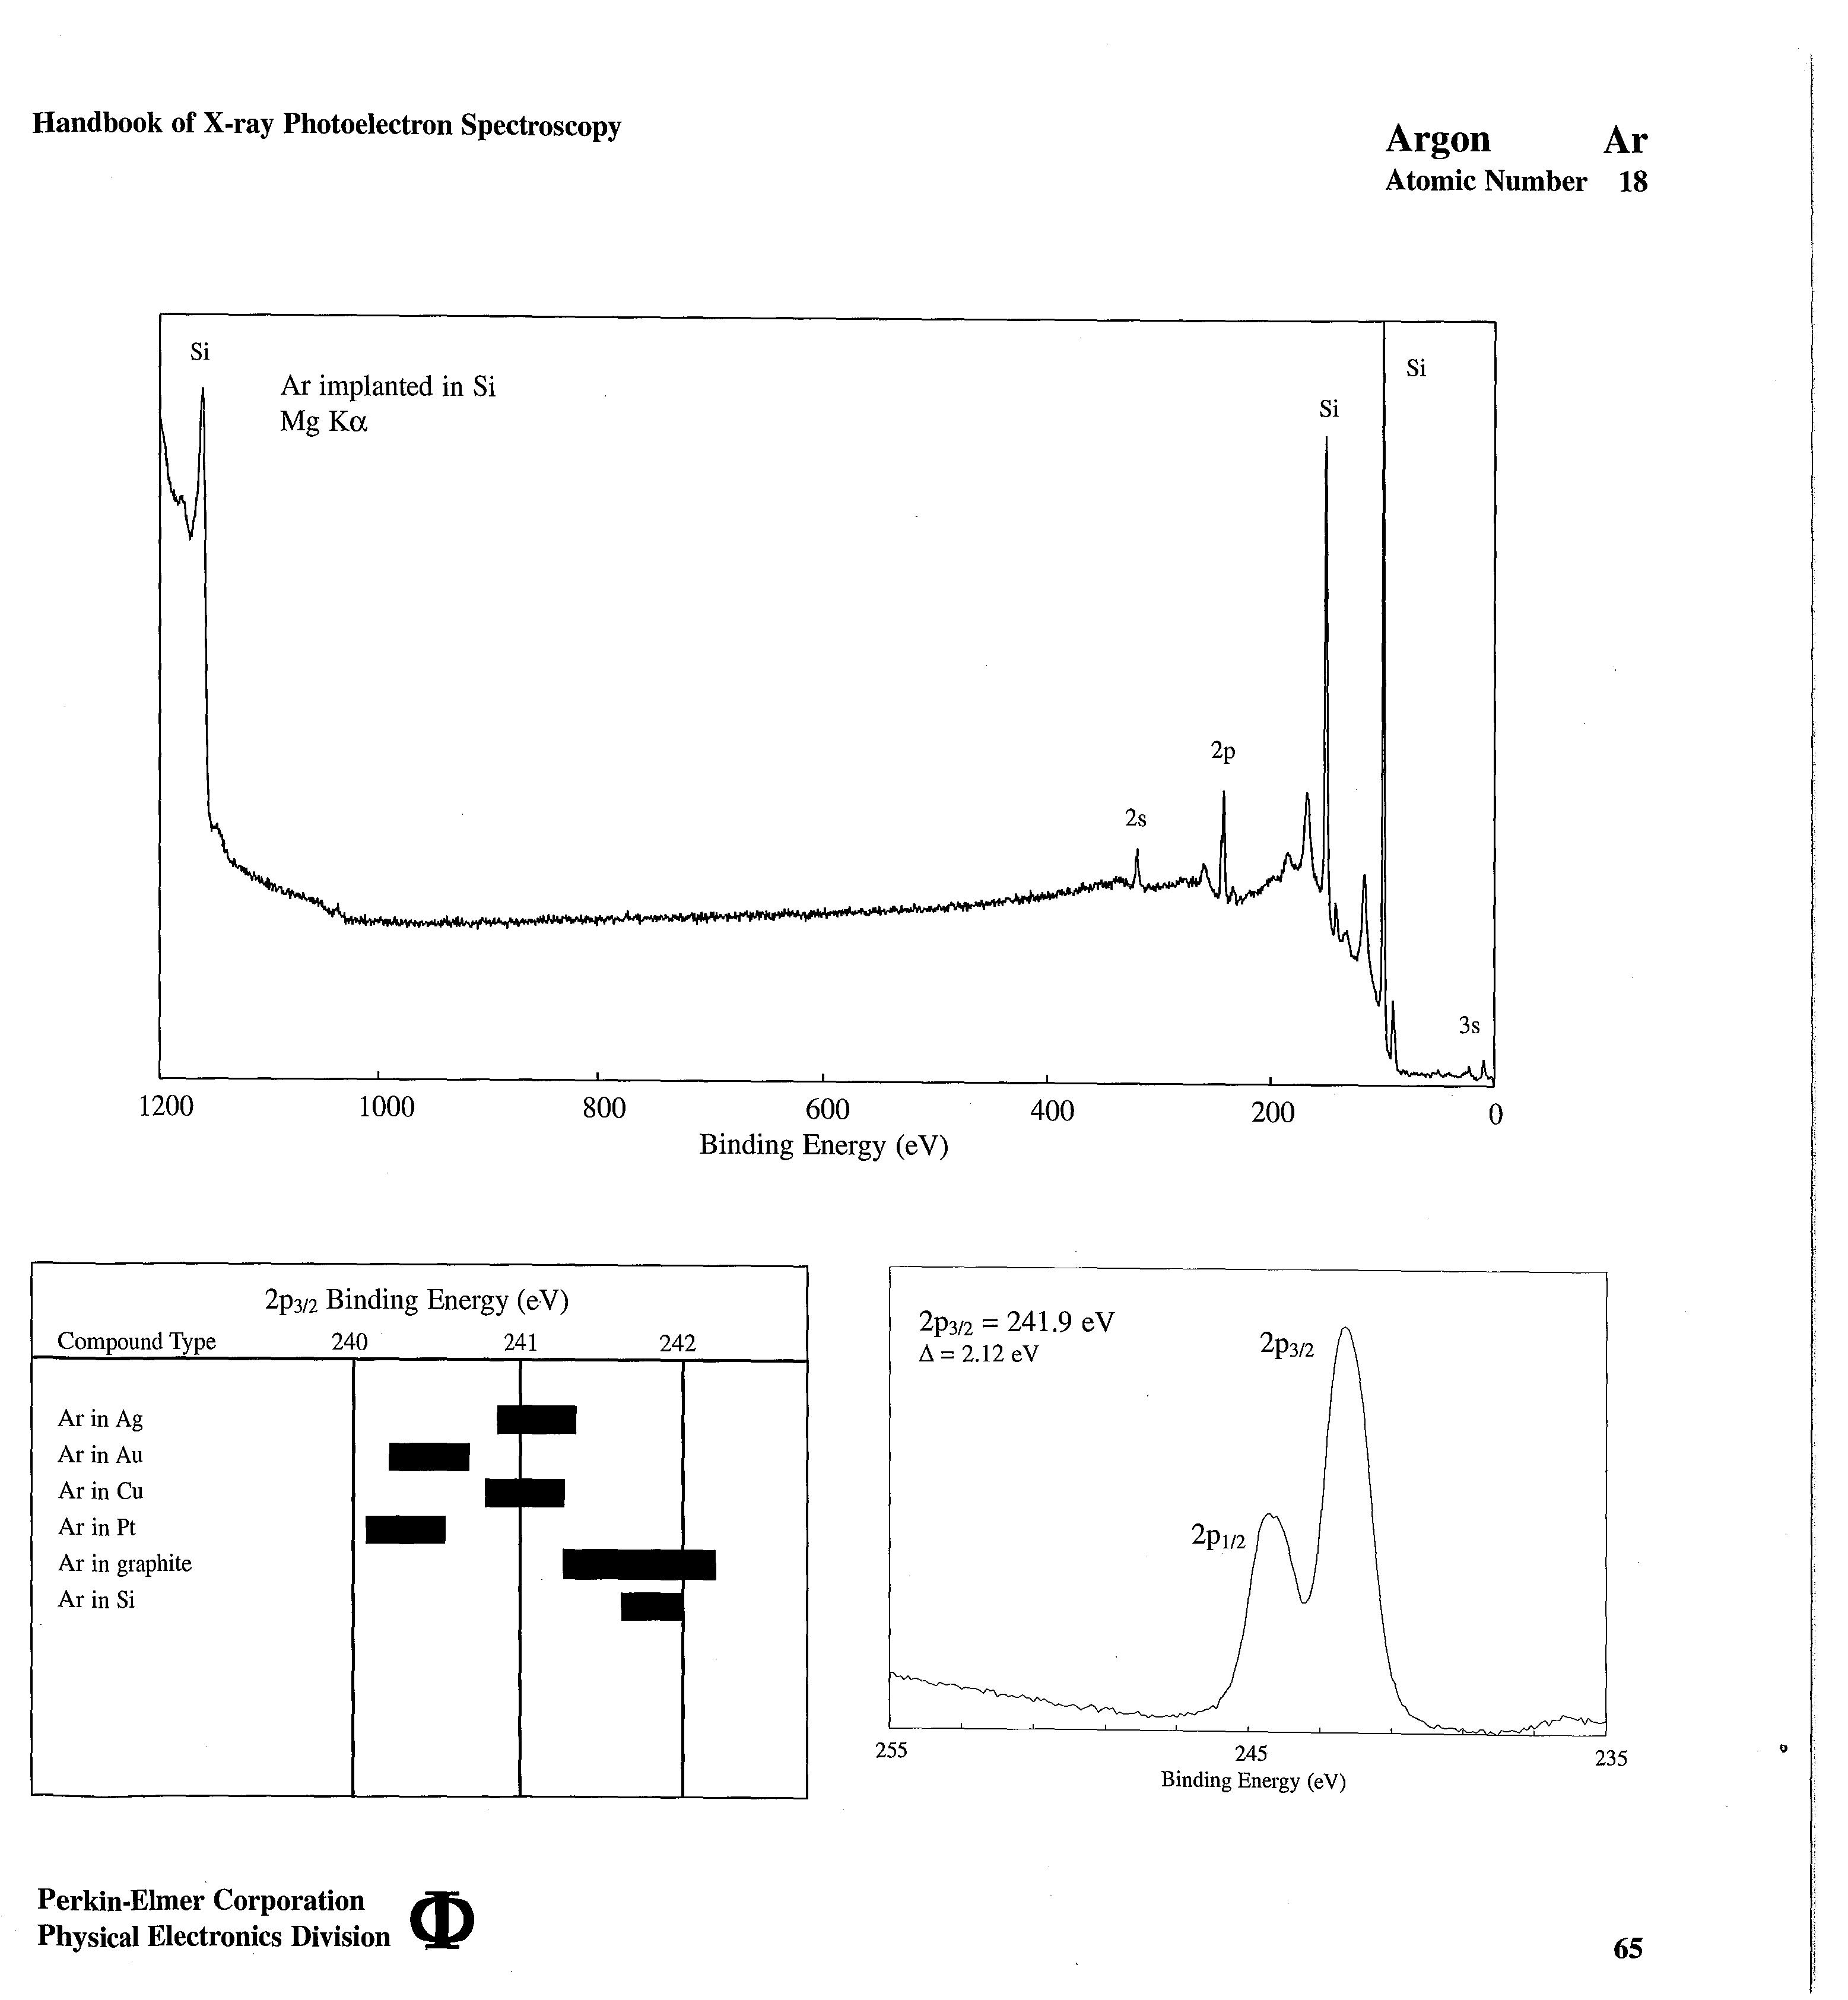 Handbook of X-ray Photoelectron Spectroscopy
Argon Ar
Atomic Number 18
Si
Ar implanted in Si
Mg Kα
Si
Si
2p
2s
3s
1200 1000 800 600 400 200 0
Binding Energy (eV)
2p3/2 Binding Energy (eV)
Compound Type 240 241 242
Ar in Ag
Ar in Au
Ar in Cu
Ar in Pt
Ar in graphite
Ar in Si
2p3/2 = 241.9 eV
Δ = 2.12 eV
2p3/2
2p1/2
255 245 235
Binding Energy (eV)
Perkin-Elmer Corporation
Physical Electronics Division
65